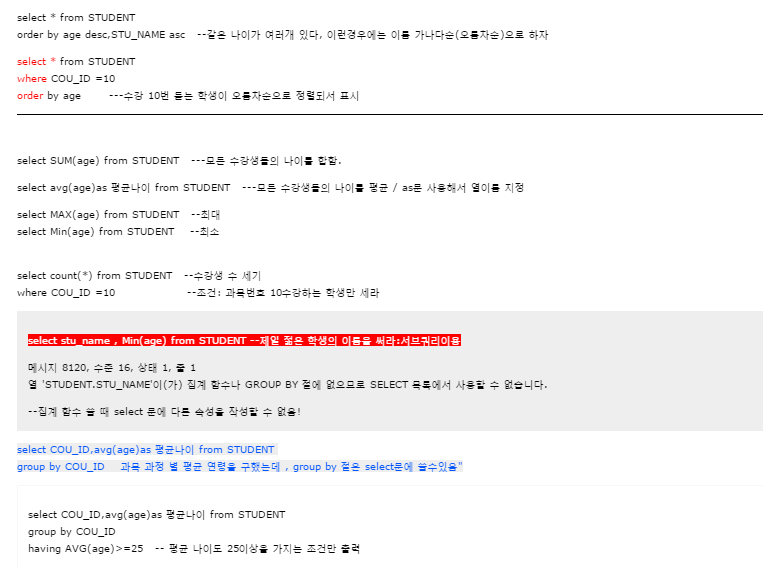 select * from STUDENT
order by age desc,STU_NAME asc --같은 나이가 여러개 있다, 이런경우에는 이름 가나다순(오름차순)으로 하자
select * from STUDENT
where COU_ID =10
order by age ---수강 10번 듣는 학생이 오름차순으로 정렬되서 표시
select SUM(age) from STUDENT ---모든 수강생들의 나이를 합함.
select avg(age)as 평균나이 from STUDENT ---모든 수강생들의 나이를 평균 / as문 사용해서 열이름 지정
select MAX(age) from STUDENT --최대
select Min(age) from STUDENT --최소
select count(*) from STUDENT --수강생 수 세기
where COU_ID =10 --조건: 과목번호 10수강하는 학생만 세라
select stu_name , Min(age) from STUDENT --제일 젊은 학생의 이름을 써라:서브쿼리이용
메시지 8120, 수준 16, 상태 1, 줄 1
열 'STUDENT.STU_NAME'이(가) 집계 함수나 GROUP BY 절에 없으므로 SELECT 목록에서 사용할 수 없습니다.
--집계 함수 쓸 때 select 문에 다른 속성을 작성할 수 없음!
select COU_ID,avg(age)as 평균나이 from STUDENT
group by COU_ID 과목 과정 별 평균 연령을 구했는데 , group by 절은 select문에 쓸수있음"
select COU_ID,avg(age)as 평균나이 from STUDENT
group by COU_ID
having AVG(age)>=25 -- 평균 나이도 25이상을 가지는 조건만 출력